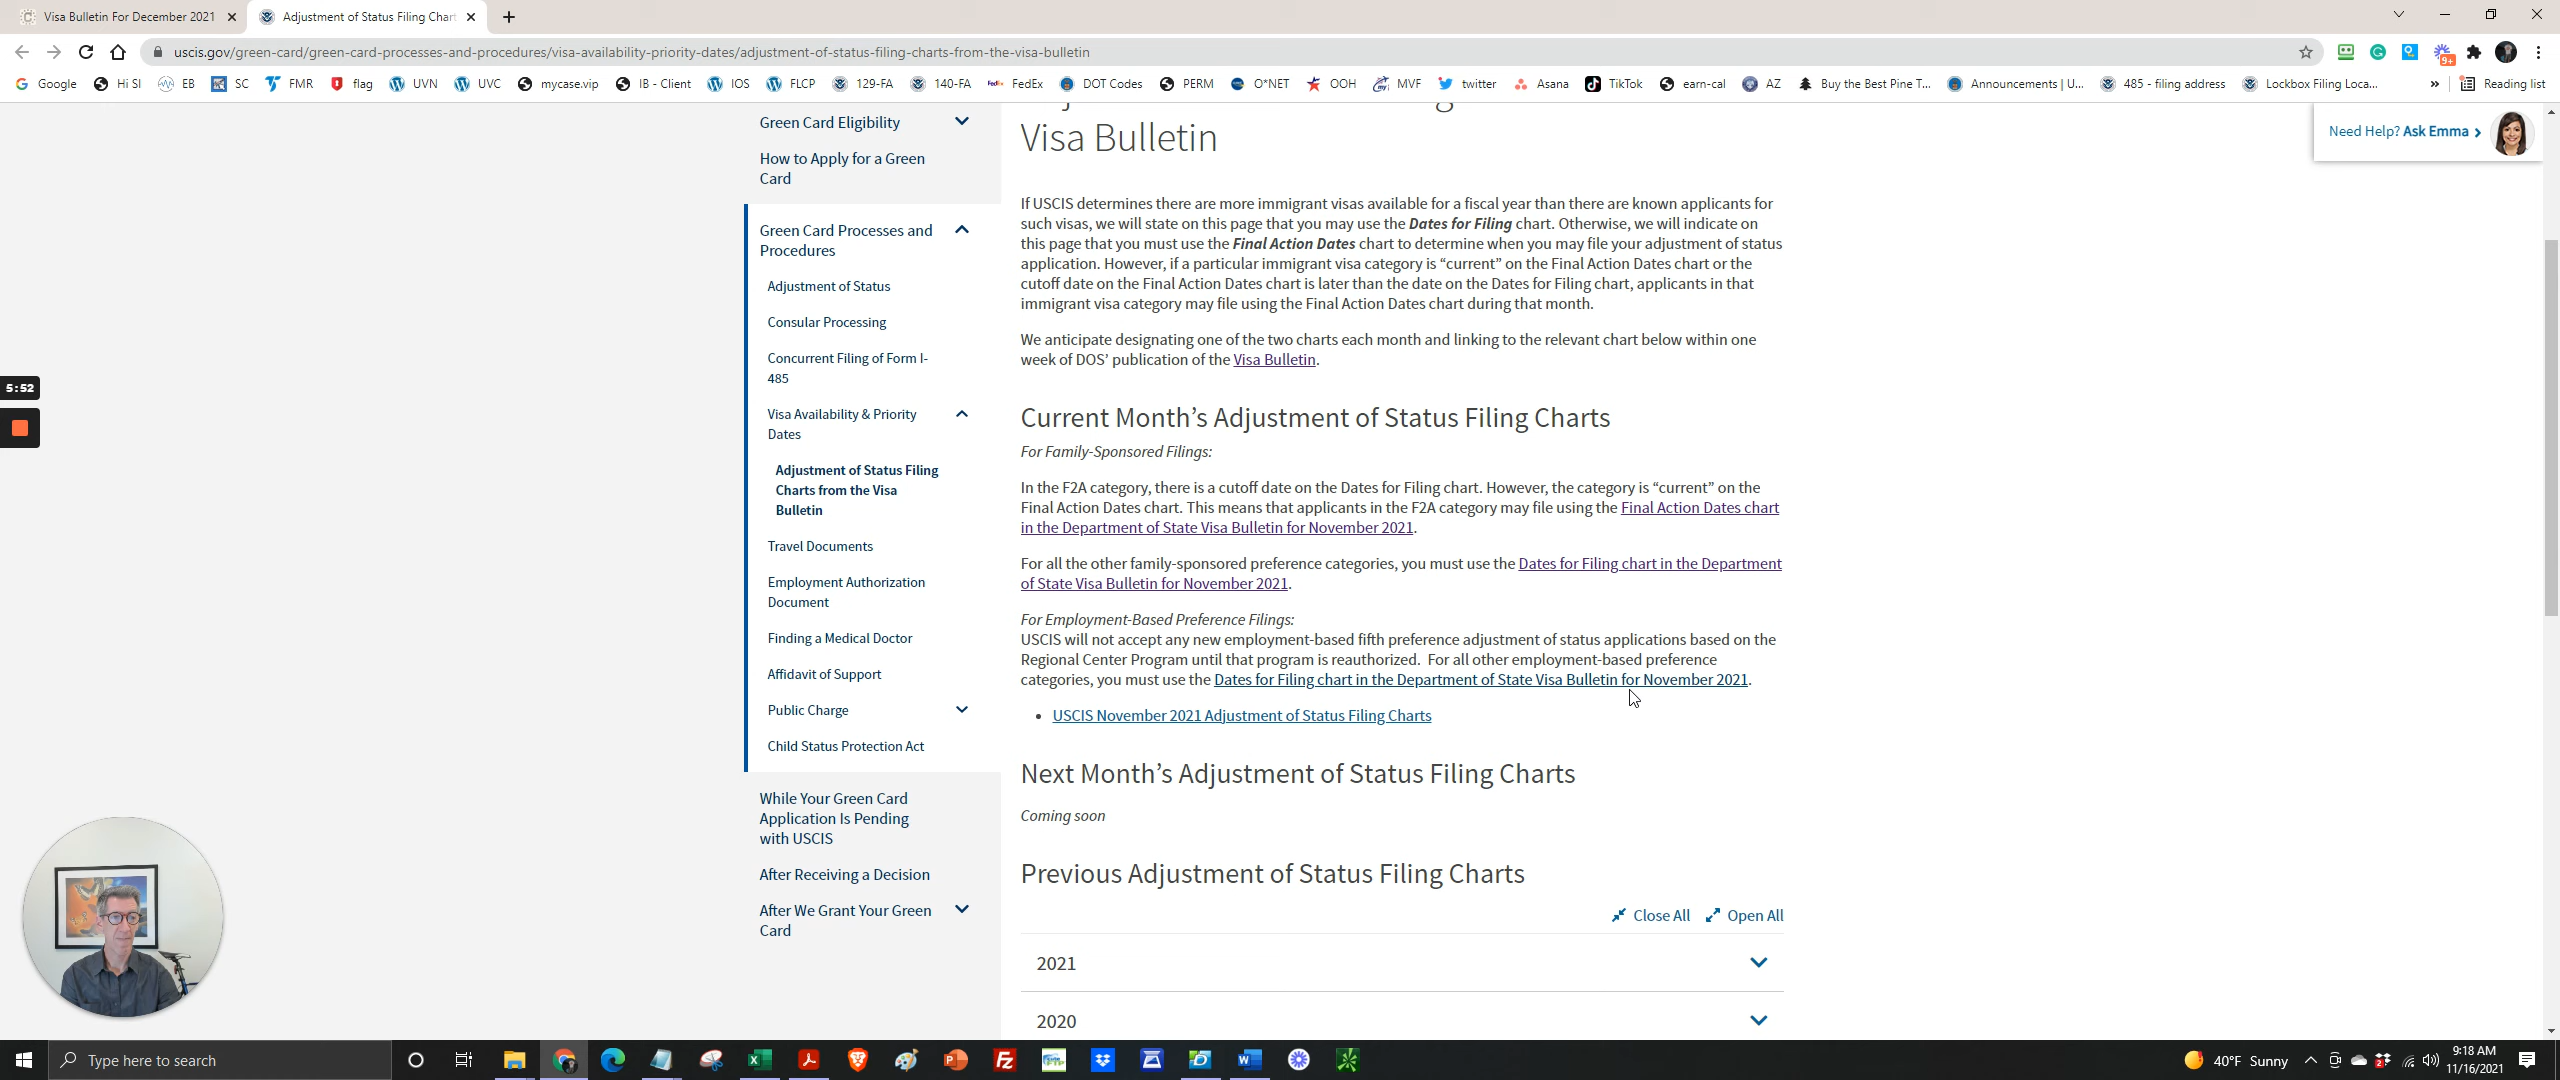 Visa Bulletin For December 2021
Adjustment of Status Filing Chart
uscis.gov/green-card/green-card-processes-and-procedures/visa-availability-priority-dates/adjustment-of-status-filing-charts-from-the-visa-bulletin
9+
Google Hi SI EB SC FMR flag UVN UVC mycase.vip IB - Client IOS FLCP 129-FA 140-FA FedEx FedEx DOT Codes PERM O*NET OOH MVF twitter Asana TikTok earn-cal AZ Buy the Best Pine T... Announcements | U... 485 - filing address Lockbox Filing Loca... » Reading list
Green Card Eligibility
How to Apply for a Green
Card
Green Card Processes and
Procedures
Adjustment of Status
Consular Processing
Concurrent Filing of Form I-
485
Visa Availability & Priority
Dates
Adjustment of Status Filing
Charts from the Visa
Bulletin
Travel Documents
Employment Authorization
Document
Finding a Medical Doctor
Affidavit of Support
Public Charge
Child Status Protection Act
While Your Green Card
Application Is Pending
with USCIS
After Receiving a Decision
After We Grant Your Green
Card
5:52
Visa Bulletin
Need Help? Ask Emma
If USCIS determines there are more immigrant visas available for a fiscal year than there are known applicants for
such visas, we will state on this page that you may use the Dates for Filing chart. Otherwise, we will indicate on
this page that you must use the Final Action Dates chart to determine when you may file your adjustment of status
application. However, if a particular immigrant visa category is “current” on the Final Action Dates chart or the
cutoff date on the Final Action Dates chart is later than the date on the Dates for Filing chart, applicants in that
immigrant visa category may file using the Final Action Dates chart during that month.
We anticipate designating one of the two charts each month and linking to the relevant chart below within one
week of DOS’ publication of the Visa Bulletin.
Current Month’s Adjustment of Status Filing Charts
For Family-Sponsored Filings:
In the F2A category, there is a cutoff date on the Dates for Filing chart. However, the category is “current” on the
Final Action Dates chart. This means that applicants in the F2A category may file using the Final Action Dates chart
in the Department of State Visa Bulletin for November 2021.
For all the other family-sponsored preference categories, you must use the Dates for Filing chart in the Department
of State Visa Bulletin for November 2021.
For Employment-Based Preference Filings:
USCIS will not accept any new employment-based fifth preference adjustment of status applications based on the
Regional Center Program until that program is reauthorized. For all other employment-based preference
categories, you must use the Dates for Filing chart in the Department of State Visa Bulletin for November 2021.
• USCIS November 2021 Adjustment of Status Filing Charts
Next Month’s Adjustment of Status Filing Charts
Coming soon
Previous Adjustment of Status Filing Charts
Close All Open All
2021
2020
Type here to search
40°F Sunny
9:18 AM
11/16/2021